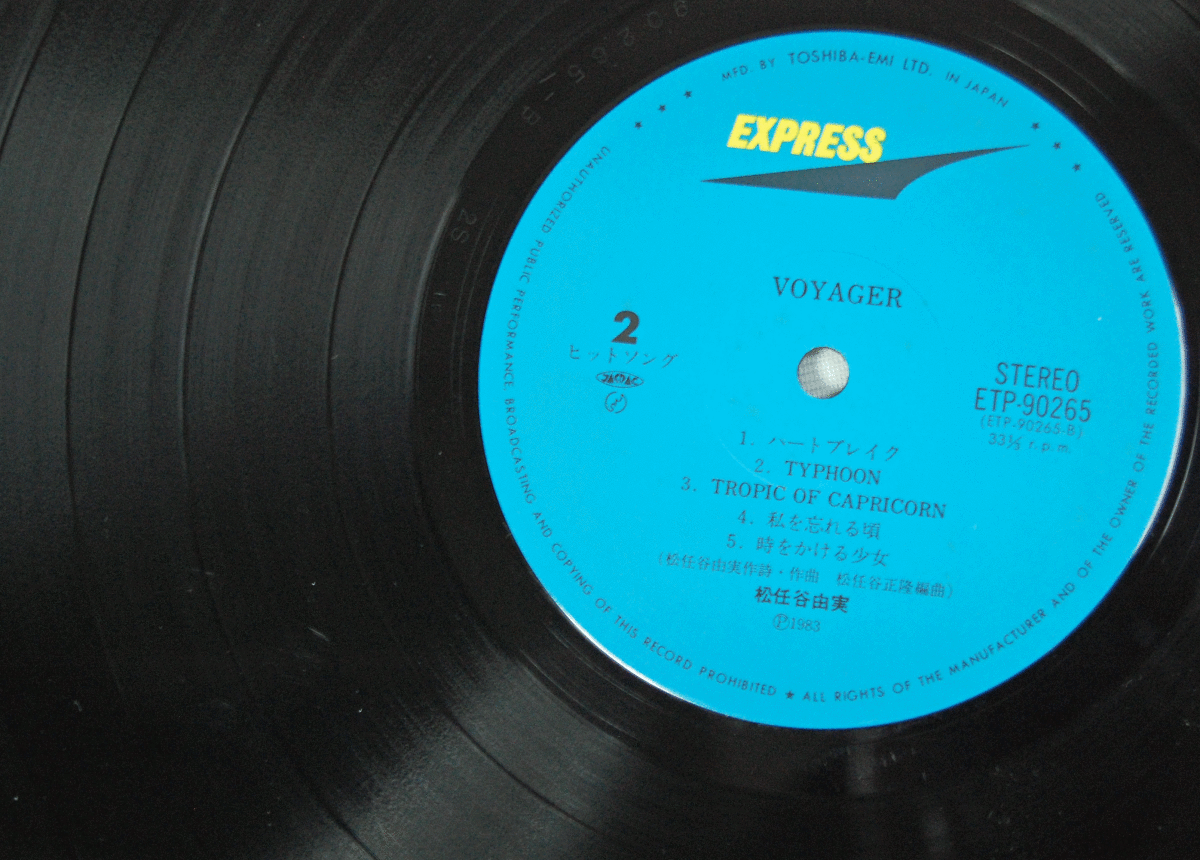 MFD. BY TOSHIBA-EMI LTD. IN JAPAN
EXPRESS
VOYAGER
2
ヒットソング
STEREO
ETP-90265
(ETP-90265-B)
33⅓ r.p.m.
1. ハートブレイク
2. TYPHOON
3. TROPIC OF CAPRICORN
4. 私を忘れる頃
5. 時をかける少女
(松任谷由実作詩・作曲 松任谷正隆編曲)
松任谷由実
Ⓟ1983
UNAUTHORIZED PUBLIC PERFORMANCE BROADCASTING AND COPYING OF THIS RECORD PROHIBITED ★ ALL RIGHTS OF THE MANUFACTURER AND OF THE OWNER OF THE RECORDED WORK ARE RESERVED
2S